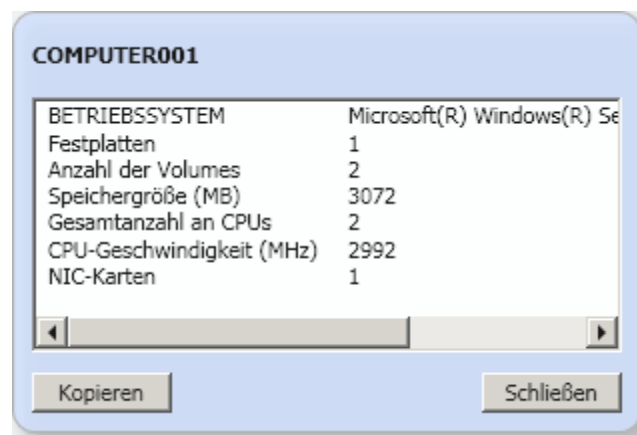 COMPUTER001
BETRIEBSSYSTEM Microsoft(R) Windows(R) Se
Festplatten 1
Anzahl der Volumes 2
Speichergröße (MB) 3072
Gesamtanzahl an CPUs 2
CPU-Geschwindigkeit (MHz) 2992
NIC-Karten 1
Kopieren Schließen